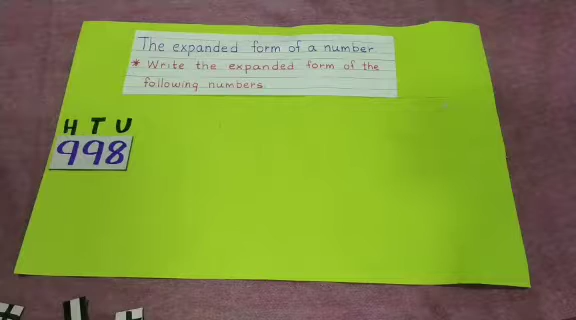 The expanded form of a number
* Write the expanded form of the
following numbers.
H T U
998